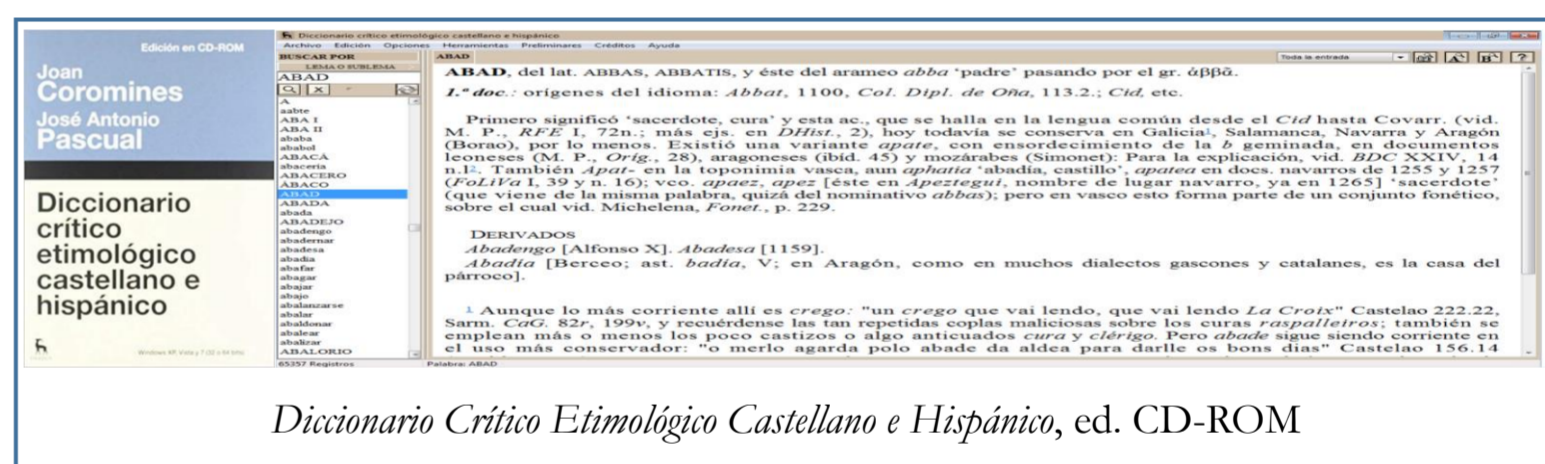 Edición en CD-ROM
Joan
Coromines
José Antonio
Pascual
Diccionario
crítico
etimológico
castellano e
hispánico
Windows XP, Vista y 7 (32 o 64 bits)
Diccionario crítico etimológico castellano e hispánico
Archivo Edición Opciones Herramientas Preliminares Créditos Ayuda
BUSCAR POR
LEMA O SUBLEMA
ABAD
A
aabte
ABA I
ABA II
ababa
ababol
ABACÁ
abacería
ABACERO
ÁBACO
ABAD
ABADA
abada
ABADEJO
abadengo
abadernar
abadesa
abadía
abafar
abagar
abajar
abajo
abalanzarse
abalar
abaldonar
abalear
abalizar
ABALORIO
65357 Registros
ABAD
Toda la entrada
ABAD, del lat. ABBAS, ABBATIS, y éste del arameo abba ‘padre’ pasando por el gr. ἀββᾶ.
1.ª doc.: orígenes del idioma: Abbat, 1100, Col. Dipl. de Oña, 113.2.; Cid, etc.
Primero significó ‘sacerdote, cura’ y esta ac., que se halla en la lengua común desde el Cid hasta Covarr. (vid.
M. P., RFE I, 72n.; más ejs. en DHist., 2), hoy todavía se conserva en Galicia¹, Salamanca, Navarra y Aragón
(Borao), por lo menos. Existió una variante apate, con ensordecimiento de la b geminada, en documentos
leoneses (M. P., Oríg., 28), aragoneses (ibíd. 45) y mozárabes (Simonet): Para la explicación, vid. BDC XXIV, 14
n.1². También Apat- en la toponimia vasca, aun aphatia ‘abadía, castillo’, apatea en docs. navarros de 1255 y 1257
(FoLiVa I, 39 y n. 16); vco. apaez, apez [éste en Apeztegui, nombre de lugar navarro, ya en 1265] ‘sacerdote’
(que viene de la misma palabra, quizá del nominativo abbas); pero en vasco esto forma parte de un conjunto fonético,
sobre el cual vid. Michelena, Fonet., p. 229.
DERIVADOS
Abadengo [Alfonso X]. Abadesa [1159].
Abadía [Berceo; ast. badía, V; en Aragón, como en muchos dialectos gascones y catalanes, es la casa del
párroco].
¹ Aunque lo más corriente allí es crego: "un crego que vai lendo, que vai lendo La Croix" Castelao 222.22,
Sarm. CaG. 82r, 199v, y recuérdense las tan repetidas coplas maliciosas sobre los curas raspalleiros; también se
emplean más o menos los poco castizos o algo anticuados cura y clérigo. Pero abade sigue siendo corriente en
el uso más conservador: "o merlo agarda polo abade da aldea para darlle os bons días" Castelao 156.14
Palabra: ABAD
Diccionario Crítico Etimológico Castellano e Hispánico, ed. CD-ROM